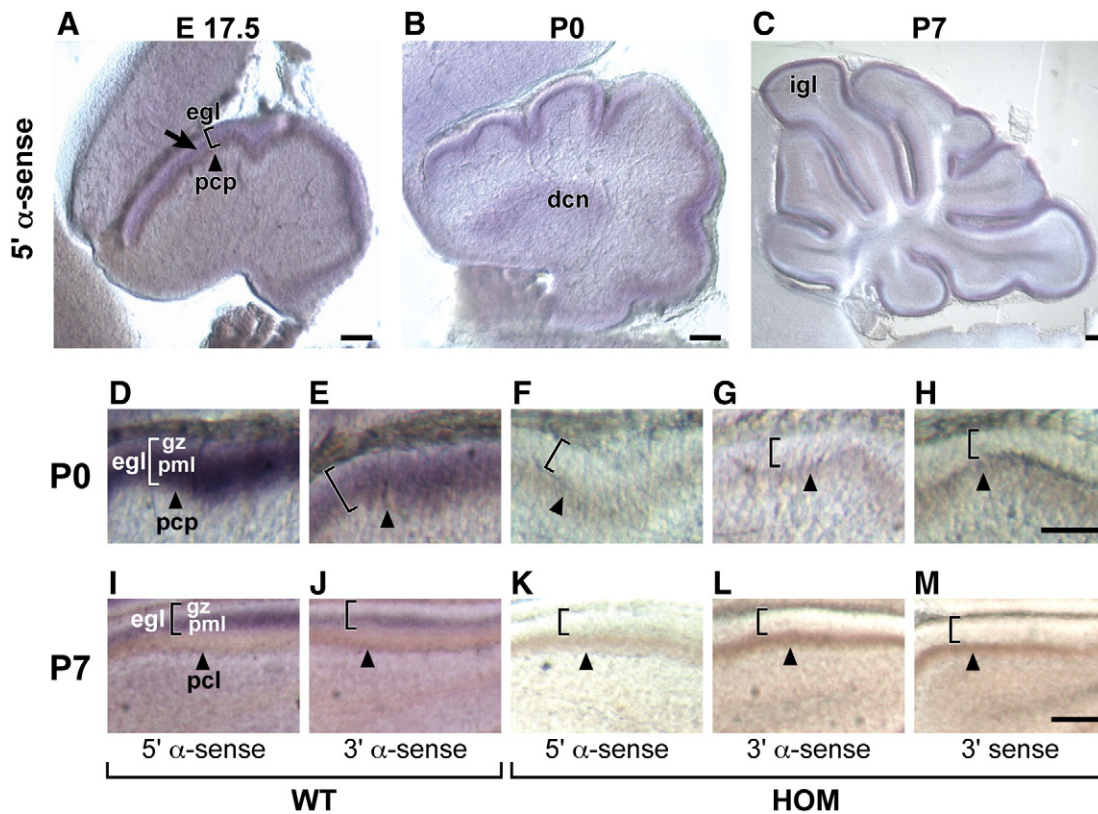 A E 17.5
B P0
C P7
5' α-sense
egl
pcp
dcn
igl
D E F G H
P0
egl gz
pml
pcp
I J K L M
P7
egl gz
pml
pcl
5' α-sense 3' α-sense 5' α-sense 3' α-sense 3' sense
WT HOM